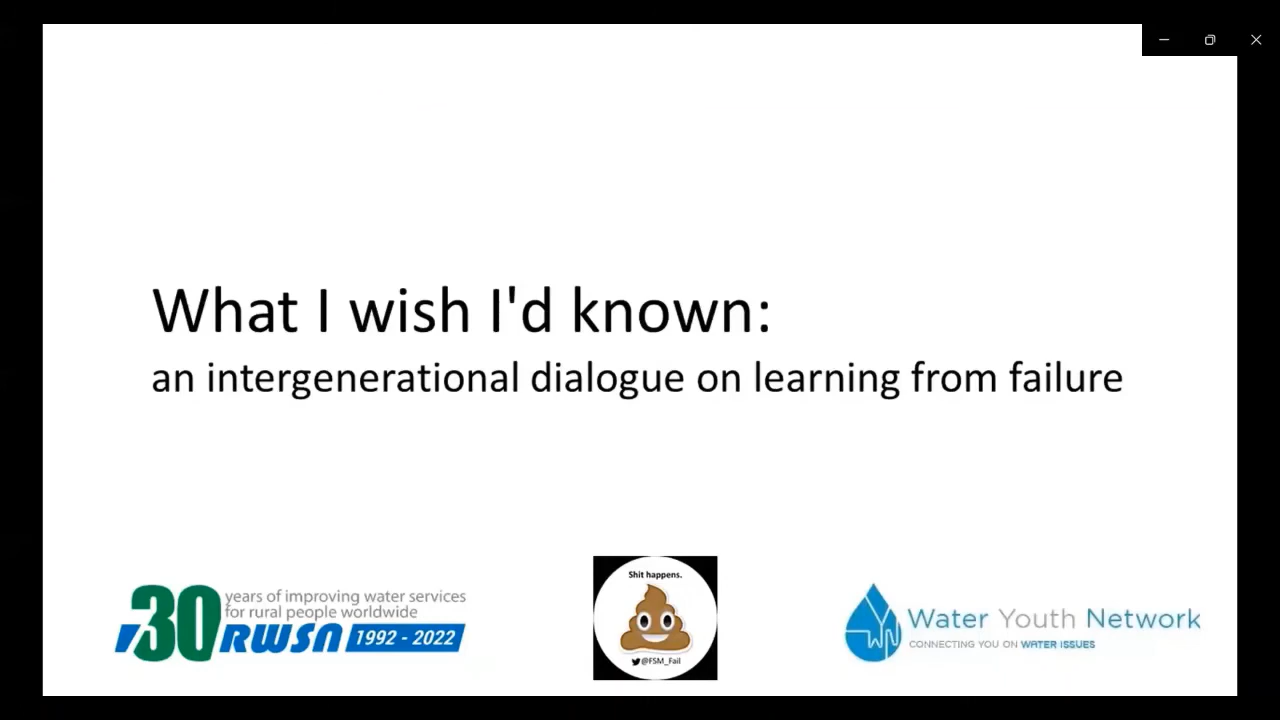 What I wish I'd known:
an intergenerational dialogue on learning from failure
30 years of improving water services
for rural people worldwide
RWSN 1992 - 2022
Shit happens.
@FSM_Fail
Water Youth Network
CONNECTING YOU ON WATER ISSUES